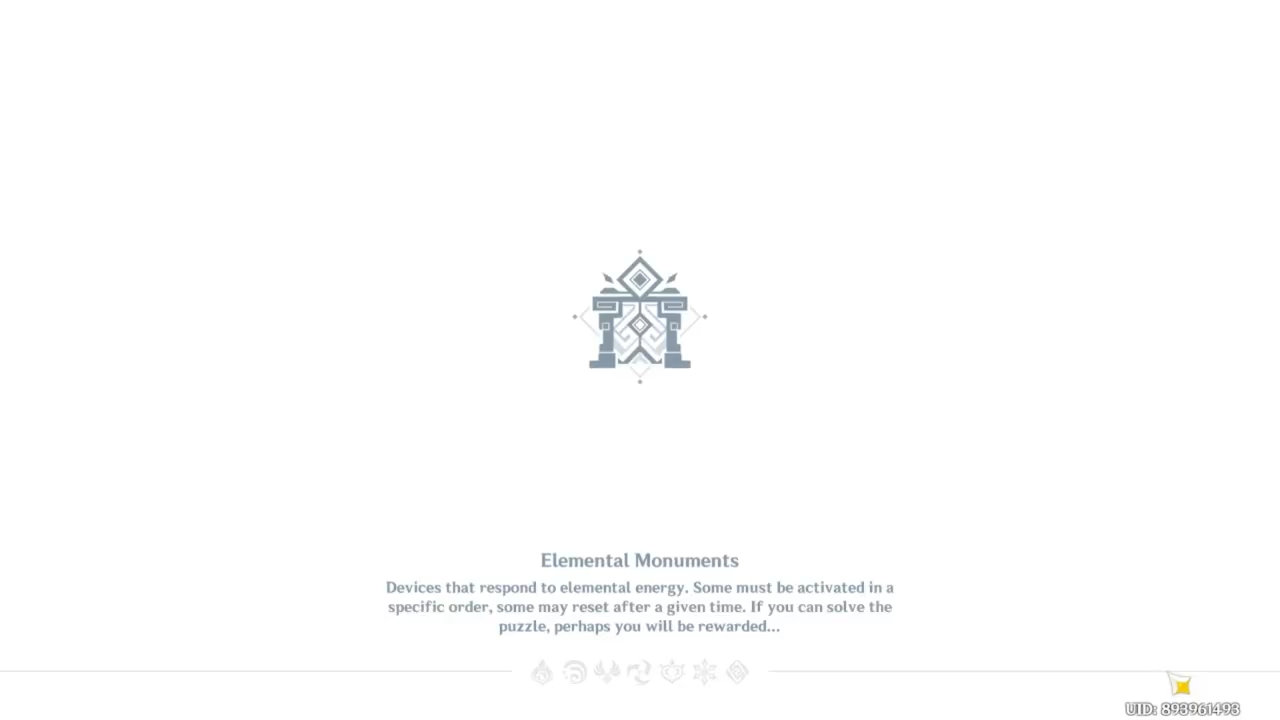 Elemental Monuments
Devices that respond to elemental energy. Some must be activated in a
specific order, some may reset after a given time. If you can solve the
puzzle, perhaps you will be rewarded...
UID: 893961493